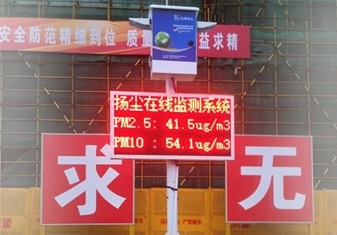 安全防范精细到位 质量
益求精
扬尘在线监测系统
PM2.5: 41.5ug/m3
PM10 : 54.1ug/m3
求 无